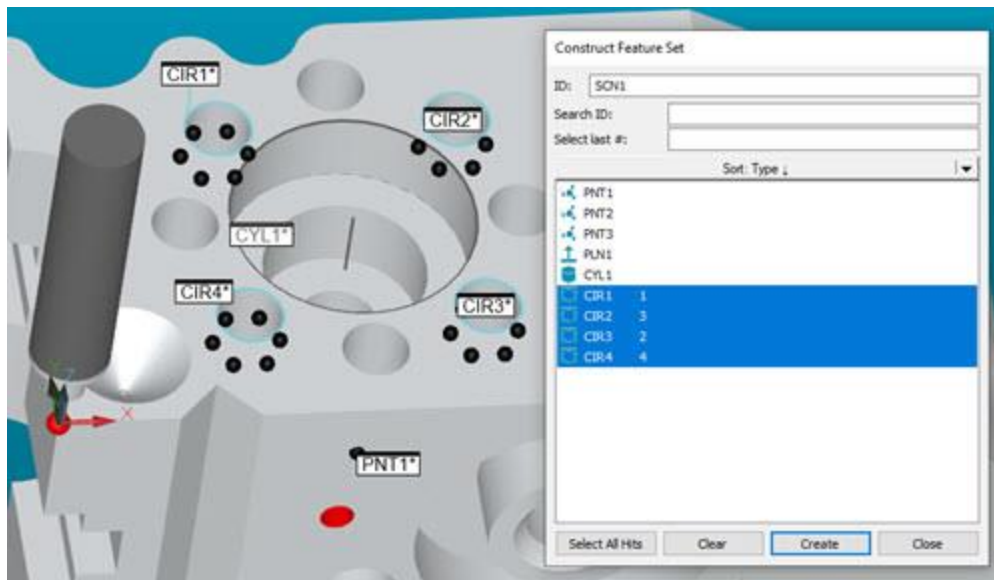 CIR1*
CIR2*
CYL1*
CIR4*
CIR3*
X
PNT1*
Construct Feature Set
ID: SCN1
Search ID:
Select last #:
Sort: Type ↓
PNT1
PNT2
PNT3
PLN1
CYL1
CIR1 1
CIR2 3
CIR3 2
CIR4 4
Select All Hits Clear Create Close